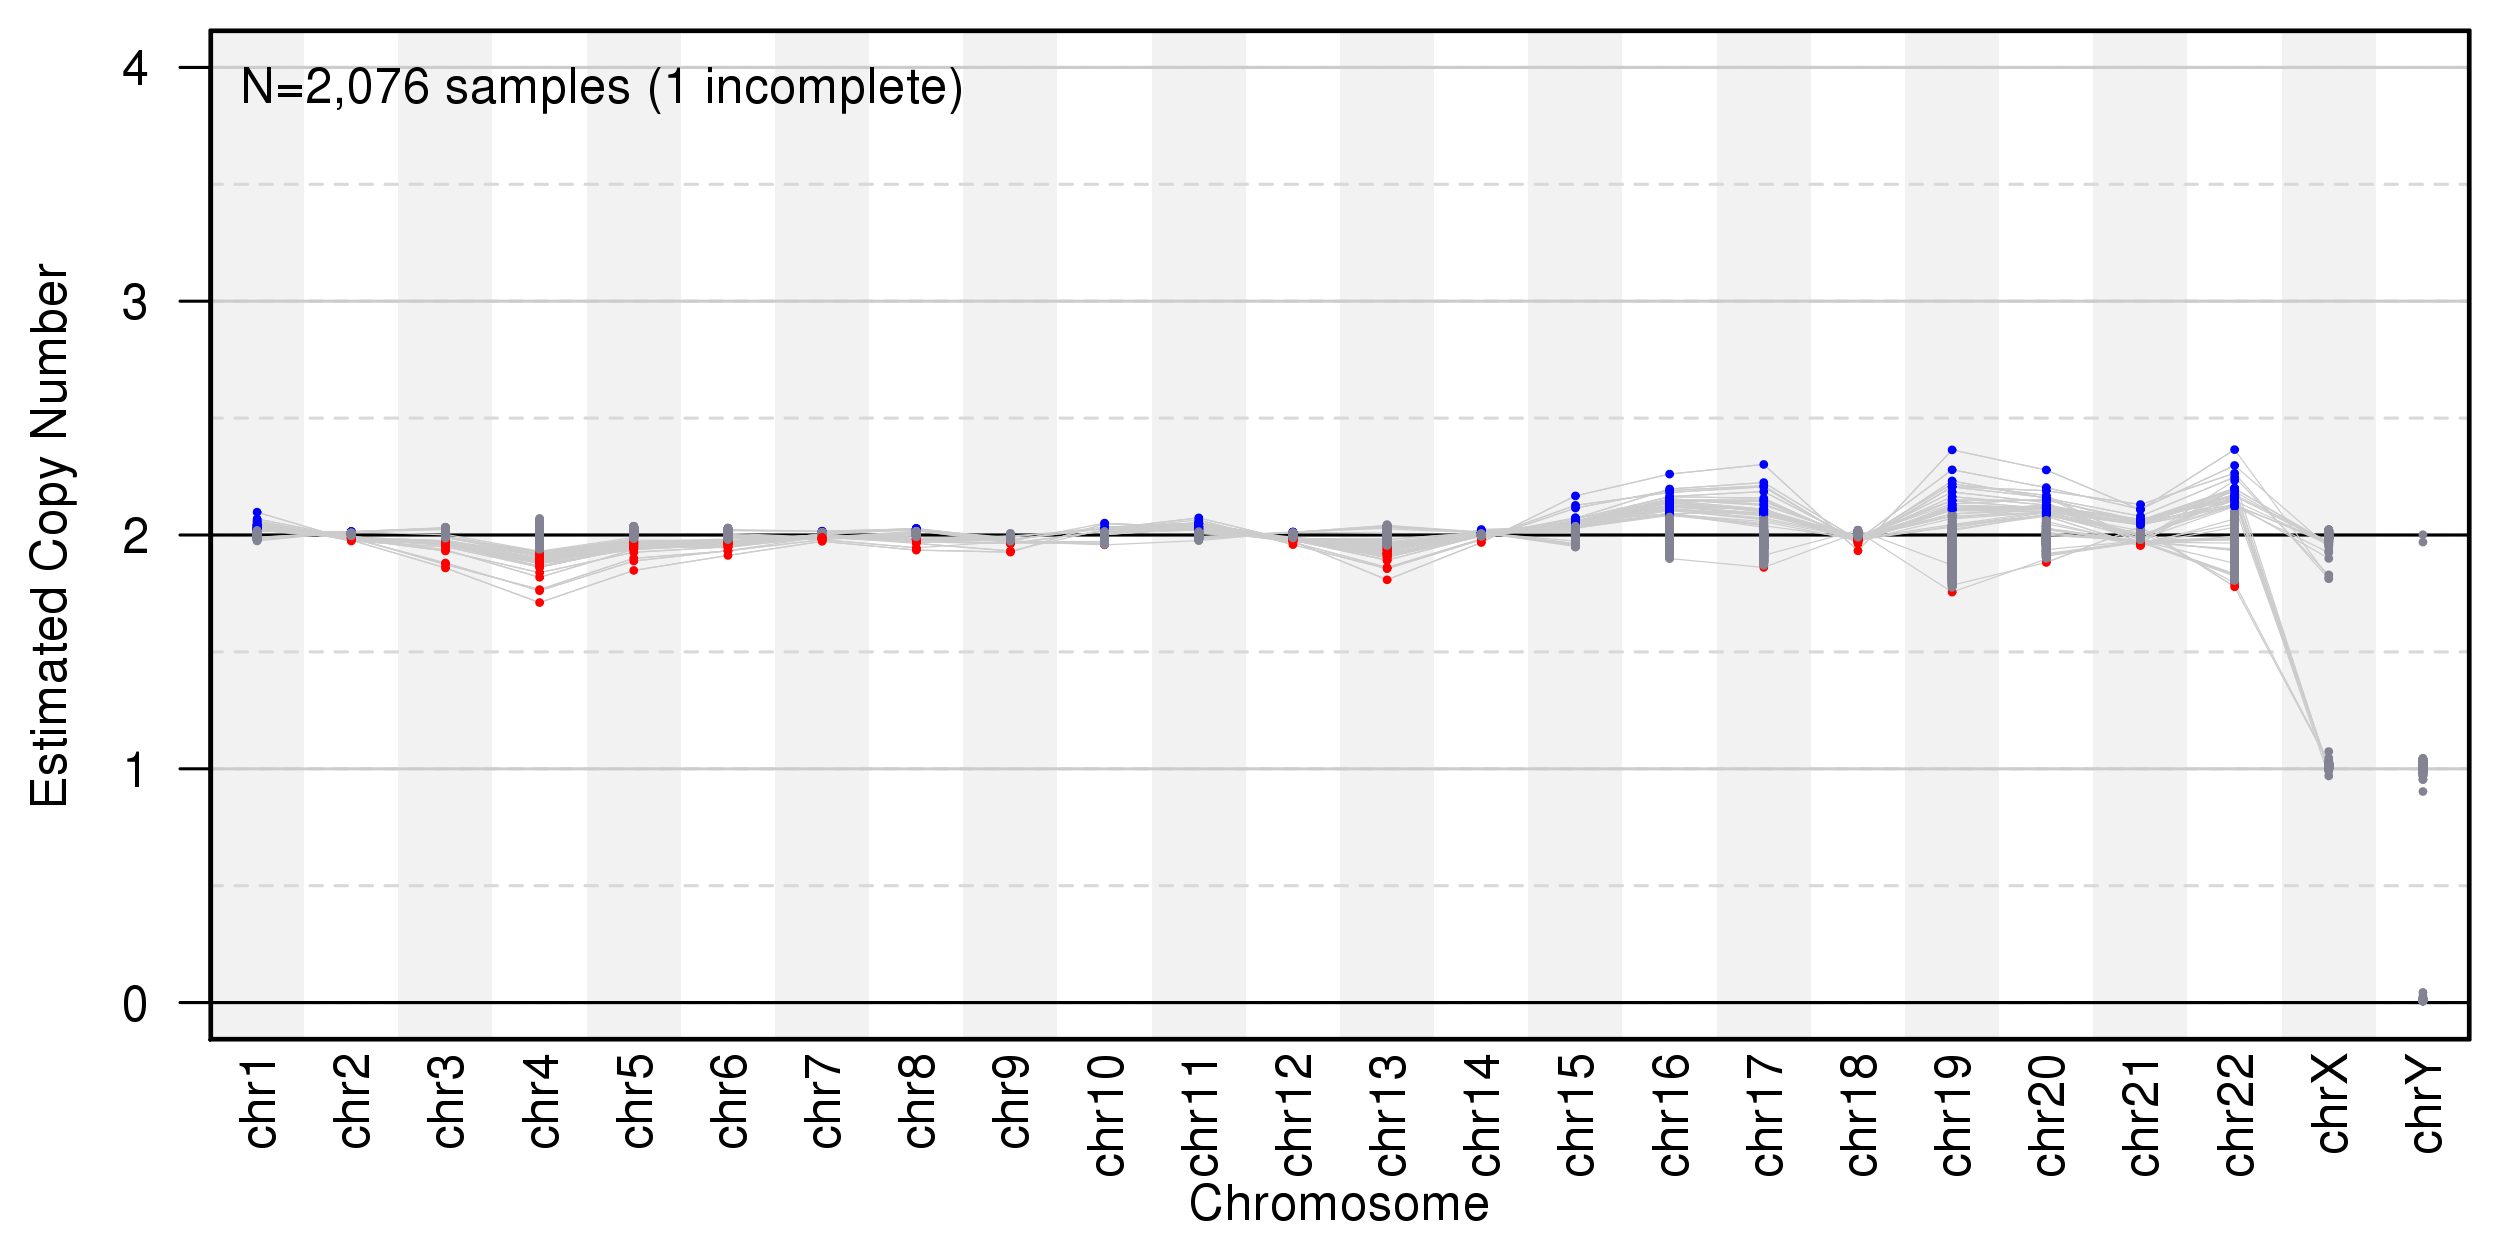 N=2,076 samples (1 incomplete)
Estimated Copy Number
4
3
2
1
0
chr1
chr2
chr3
chr4
chr5
chr6
chr7
chr8
chr9
chr10
chr11
chr12
chr13
chr14
chr15
chr16
chr17
chr18
chr19
chr20
chr21
chr22
chrX
chrY
Chromosome